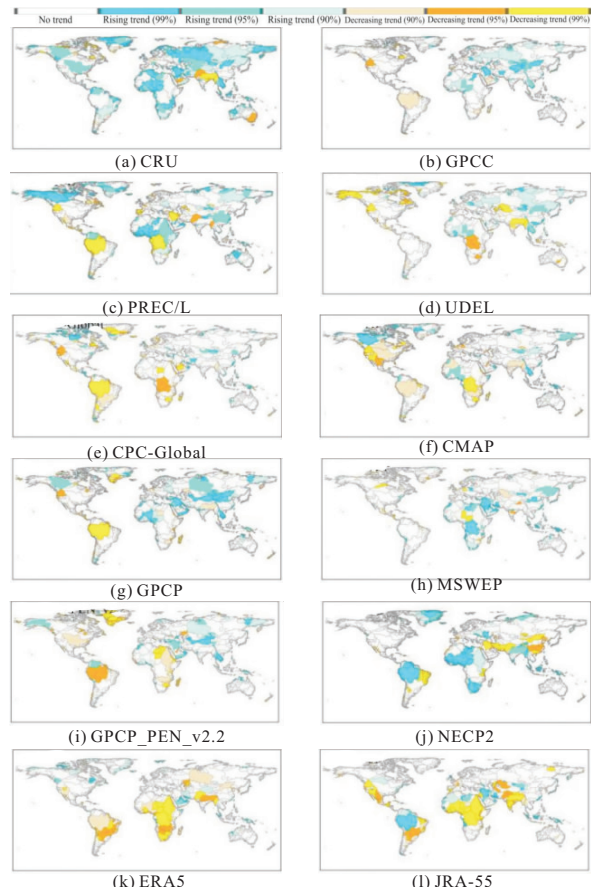 No trend Rising trend (99%) Rising trend (95%) Rising trend (90%) Decreasing trend (90%) Decreasing trend (95%) Decreasing trend (99%)
(a) CRU (b) GPCC
(c) PREC/L (d) UDEL
(e) CPC-Global (f) CMAP
(g) GPCP (h) MSWEP
(i) GPCP_PEN_v2.2 (j) NECP2
(k) ERA5 (l) JRA-55